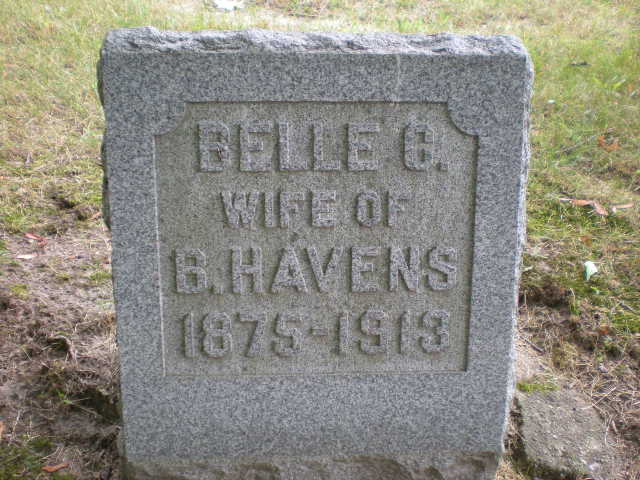 BELLE C.
WIFE OF
B. HAVENS
1875-1913